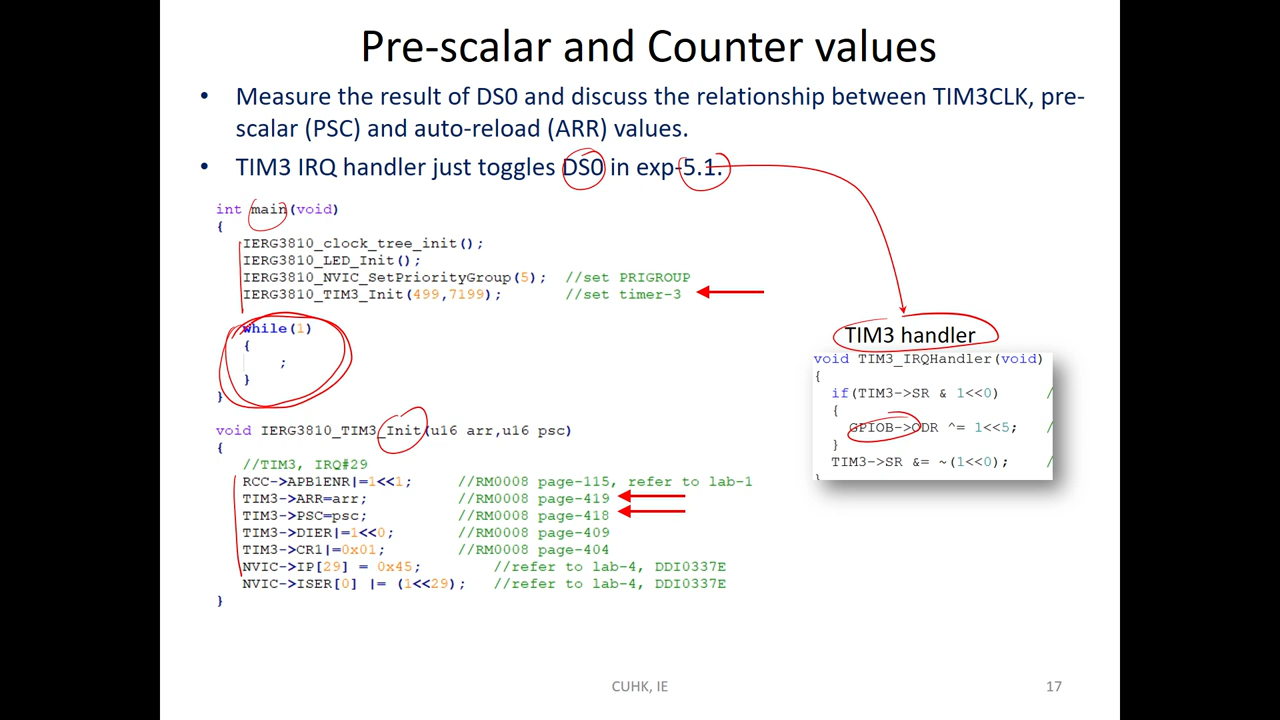 Pre-scalar and Counter values
• Measure the result of DS0 and discuss the relationship between TIM3CLK, pre-
scalar (PSC) and auto-reload (ARR) values.
• TIM3 IRQ handler just toggles DS0 in exp-5.1.
int main(void)
{
IERG3810_clock_tree_init();
IERG3810_LED_Init();
IERG3810_NVIC_SetPriorityGroup(5); //set PRIGROUP
IERG3810_TIM3_Init(499,7199); //set timer-3
while(1)
{
;
}
}
void IERG3810_TIM3_Init(u16 arr,u16 psc)
{
//TIM3, IRQ#29
RCC->APB1ENR|=1<<1; //RM0008 page-115, refer to lab-1
TIM3->ARR=arr; //RM0008 page-419
TIM3->PSC=psc; //RM0008 page-418
TIM3->DIER|=1<<0; //RM0008 page-409
TIM3->CR1|=0x01; //RM0008 page-404
NVIC->IP[29] = 0x45; //refer to lab-4, DDI0337E
NVIC->ISER[0] |= (1<<29); //refer to lab-4, DDI0337E
}
TIM3 handler
void TIM3_IRQHandler(void)
{
if(TIM3->SR & 1<<0) /
{
GPIOB->ODR ^= 1<<5; /
}
TIM3->SR &= ~(1<<0); /
}
CUHK, IE
17